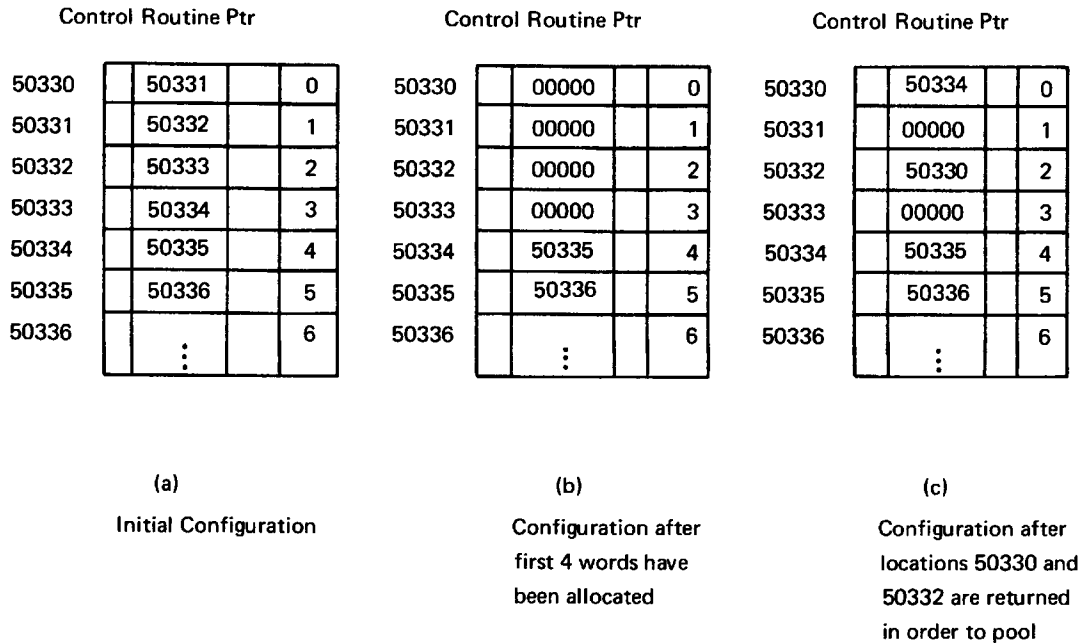 Control Routine Ptr
50330 50331 0
50331 50332 1
50332 50333 2
50333 50334 3
50334 50335 4
50335 50336 5
50336 ⋮ 6
(a)
Initial Configuration
Control Routine Ptr
50330 00000 0
50331 00000 1
50332 00000 2
50333 00000 3
50334 50335 4
50335 50336 5
50336 ⋮ 6
(b)
Configuration after
first 4 words have
been allocated
Control Routine Ptr
50330 50334 0
50331 00000 1
50332 50330 2
50333 00000 3
50334 50335 4
50335 50336 5
50336 ⋮ 6
(c)
Configuration after
locations 50330 and
50332 are returned
in order to pool